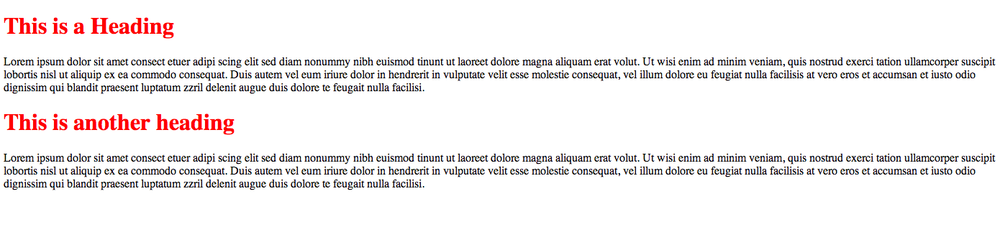 This is a Heading
Lorem ipsum dolor sit amet consect etuer adipi scing elit sed diam nonummy nibh euismod tinunt ut laoreet dolore magna aliquam erat volut. Ut wisi enim ad minim veniam, quis nostrud exerci tation ullamcorper suscipit
lobortis nisl ut aliquip ex ea commodo consequat. Duis autem vel eum iriure dolor in hendrerit in vulputate velit esse molestie consequat, vel illum dolore eu feugiat nulla facilisis at vero eros et accumsan et iusto odio
dignissim qui blandit praesent luptatum zzril delenit augue duis dolore te feugait nulla facilisi.
This is another heading
Lorem ipsum dolor sit amet consect etuer adipi scing elit sed diam nonummy nibh euismod tinunt ut laoreet dolore magna aliquam erat volut. Ut wisi enim ad minim veniam, quis nostrud exerci tation ullamcorper suscipit
lobortis nisl ut aliquip ex ea commodo consequat. Duis autem vel eum iriure dolor in hendrerit in vulputate velit esse molestie consequat, vel illum dolore eu feugiat nulla facilisis at vero eros et accumsan et iusto odio
dignissim qui blandit praesent luptatum zzril delenit augue duis dolore te feugait nulla facilisi.